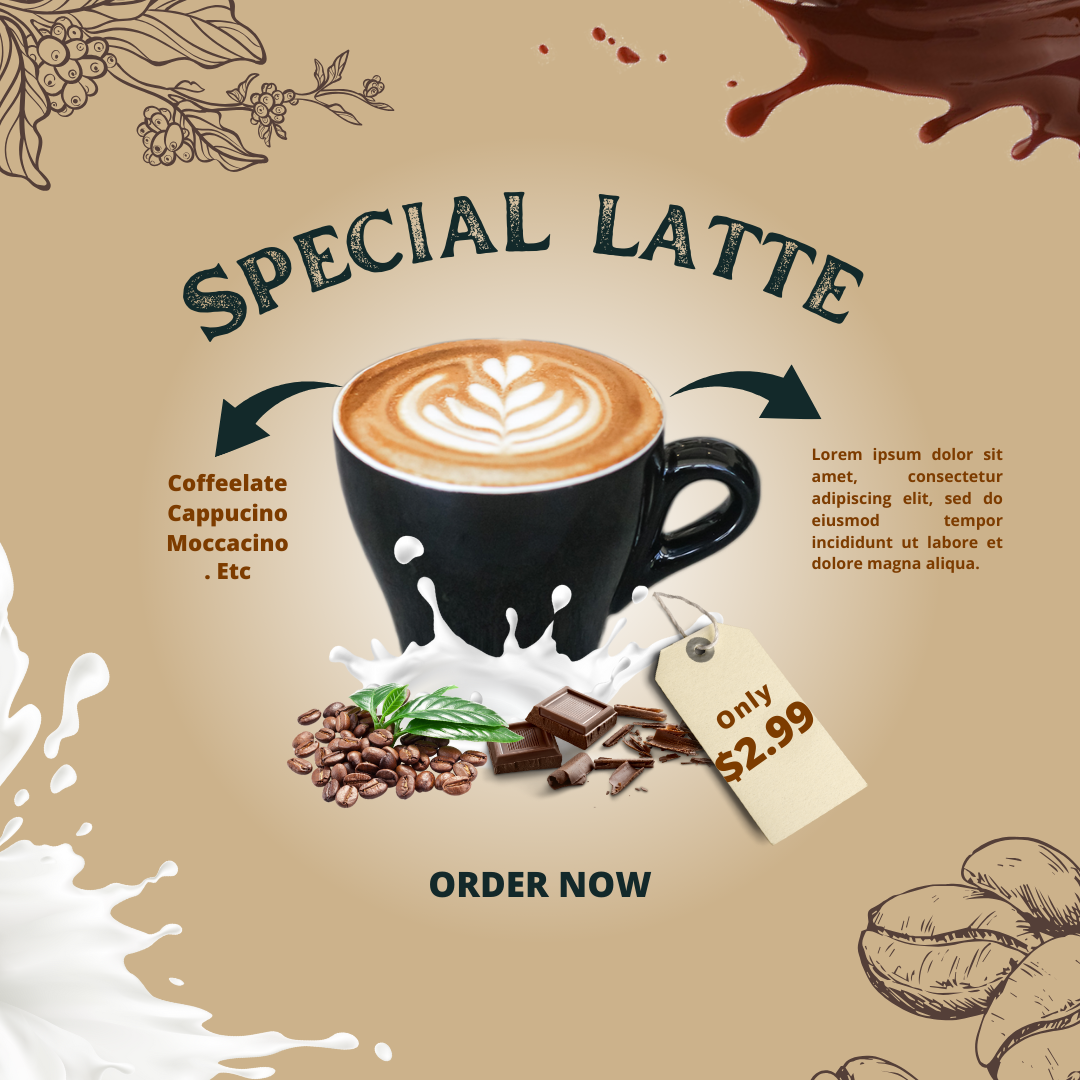 SPECIAL LATTE
Coffeelate
Cappucino
Moccacino
. Etc
Lorem ipsum dolor sit
amet, consectetur
adipiscing elit, sed do
eiusmod tempor
incididunt ut labore et
dolore magna aliqua.
Only
$2.99
ORDER NOW